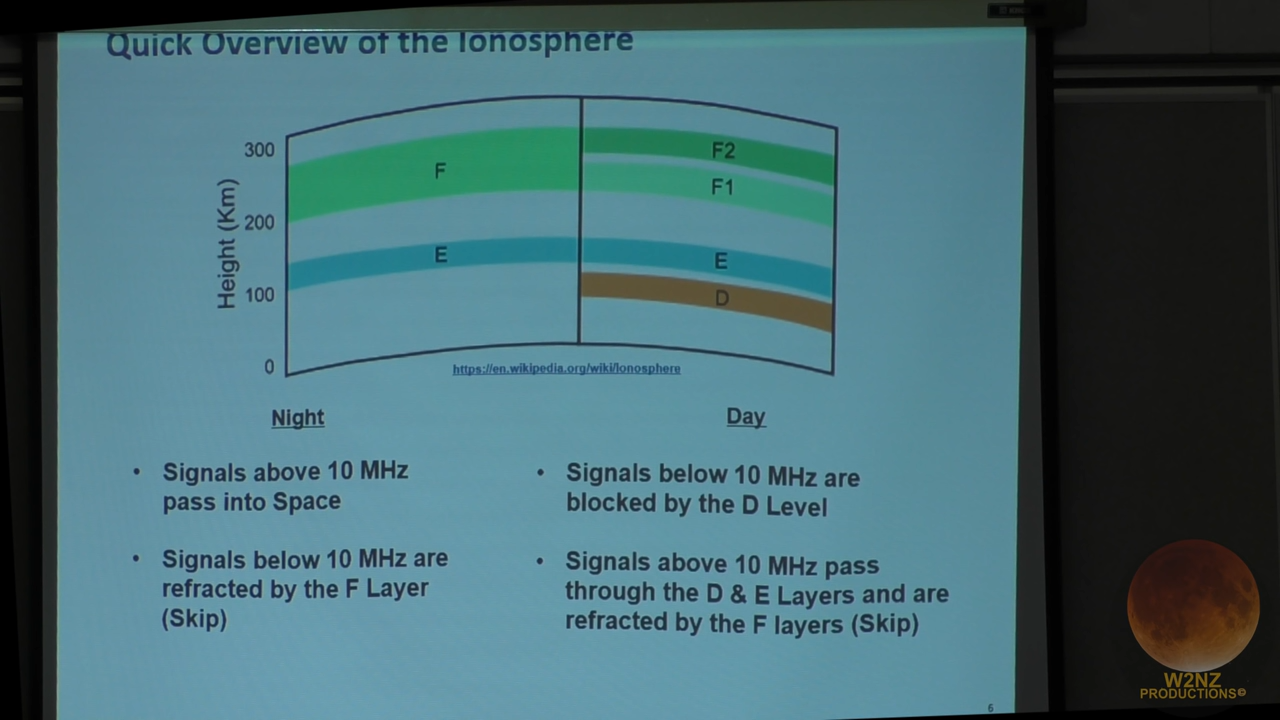 Quick Overview of the Ionosphere
300
200
100
0
Height (Km)
F
E
F2
F1
E
D
https://en.wikipedia.org/wiki/Ionosphere
Night
• Signals above 10 MHz
pass into Space
• Signals below 10 MHz are
refracted by the F Layer
(Skip)
Day
• Signals below 10 MHz are
blocked by the D Level
• Signals above 10 MHz pass
through the D & E Layers and are
refracted by the F layers (Skip)
6
W2NZ
PRODUCTIONS©